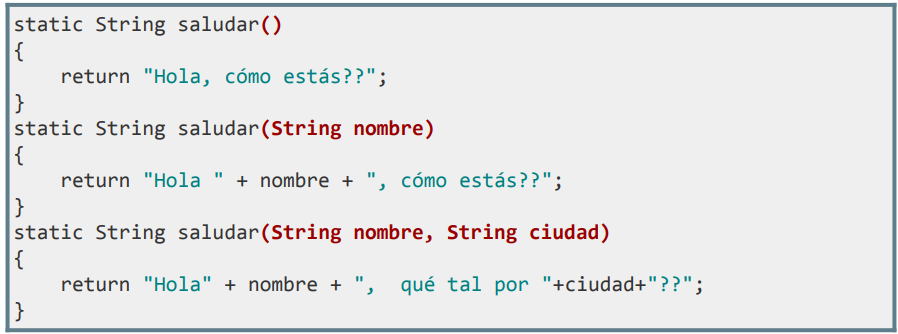 static String saludar()
{
    return "Hola, cómo estás??";
}
static String saludar(String nombre)
{
    return "Hola " + nombre + ", cómo estás??";
}
static String saludar(String nombre, String ciudad)
{
    return "Hola" + nombre + ",  qué tal por "+ciudad+"??";
}